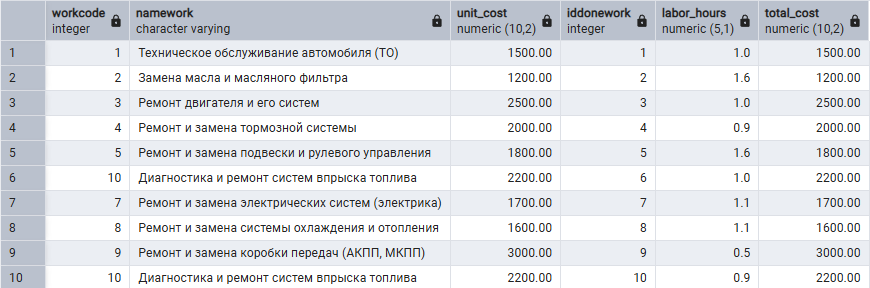 workcode namework unit_cost iddonework labor_hours total_cost
integer character varying numeric (10,2) integer numeric (5,1) numeric (10,2)
1 1 Техническое обслуживание автомобиля (ТО) 1500.00 1 1.0 1500.00
2 2 Замена масла и масляного фильтра 1200.00 2 1.6 1200.00
3 3 Ремонт двигателя и его систем 2500.00 3 1.0 2500.00
4 4 Ремонт и замена тормозной системы 2000.00 4 0.9 2000.00
5 5 Ремонт и замена подвески и рулевого управления 1800.00 5 1.6 1800.00
6 10 Диагностика и ремонт систем впрыска топлива 2200.00 6 1.0 2200.00
7 7 Ремонт и замена электрических систем (электрика) 1700.00 7 1.1 1700.00
8 8 Ремонт и замена системы охлаждения и отопления 1600.00 8 1.1 1600.00
9 9 Ремонт и замена коробки передач (АКПП, МКПП) 3000.00 9 0.5 3000.00
10 10 Диагностика и ремонт систем впрыска топлива 2200.00 10 0.9 2200.00